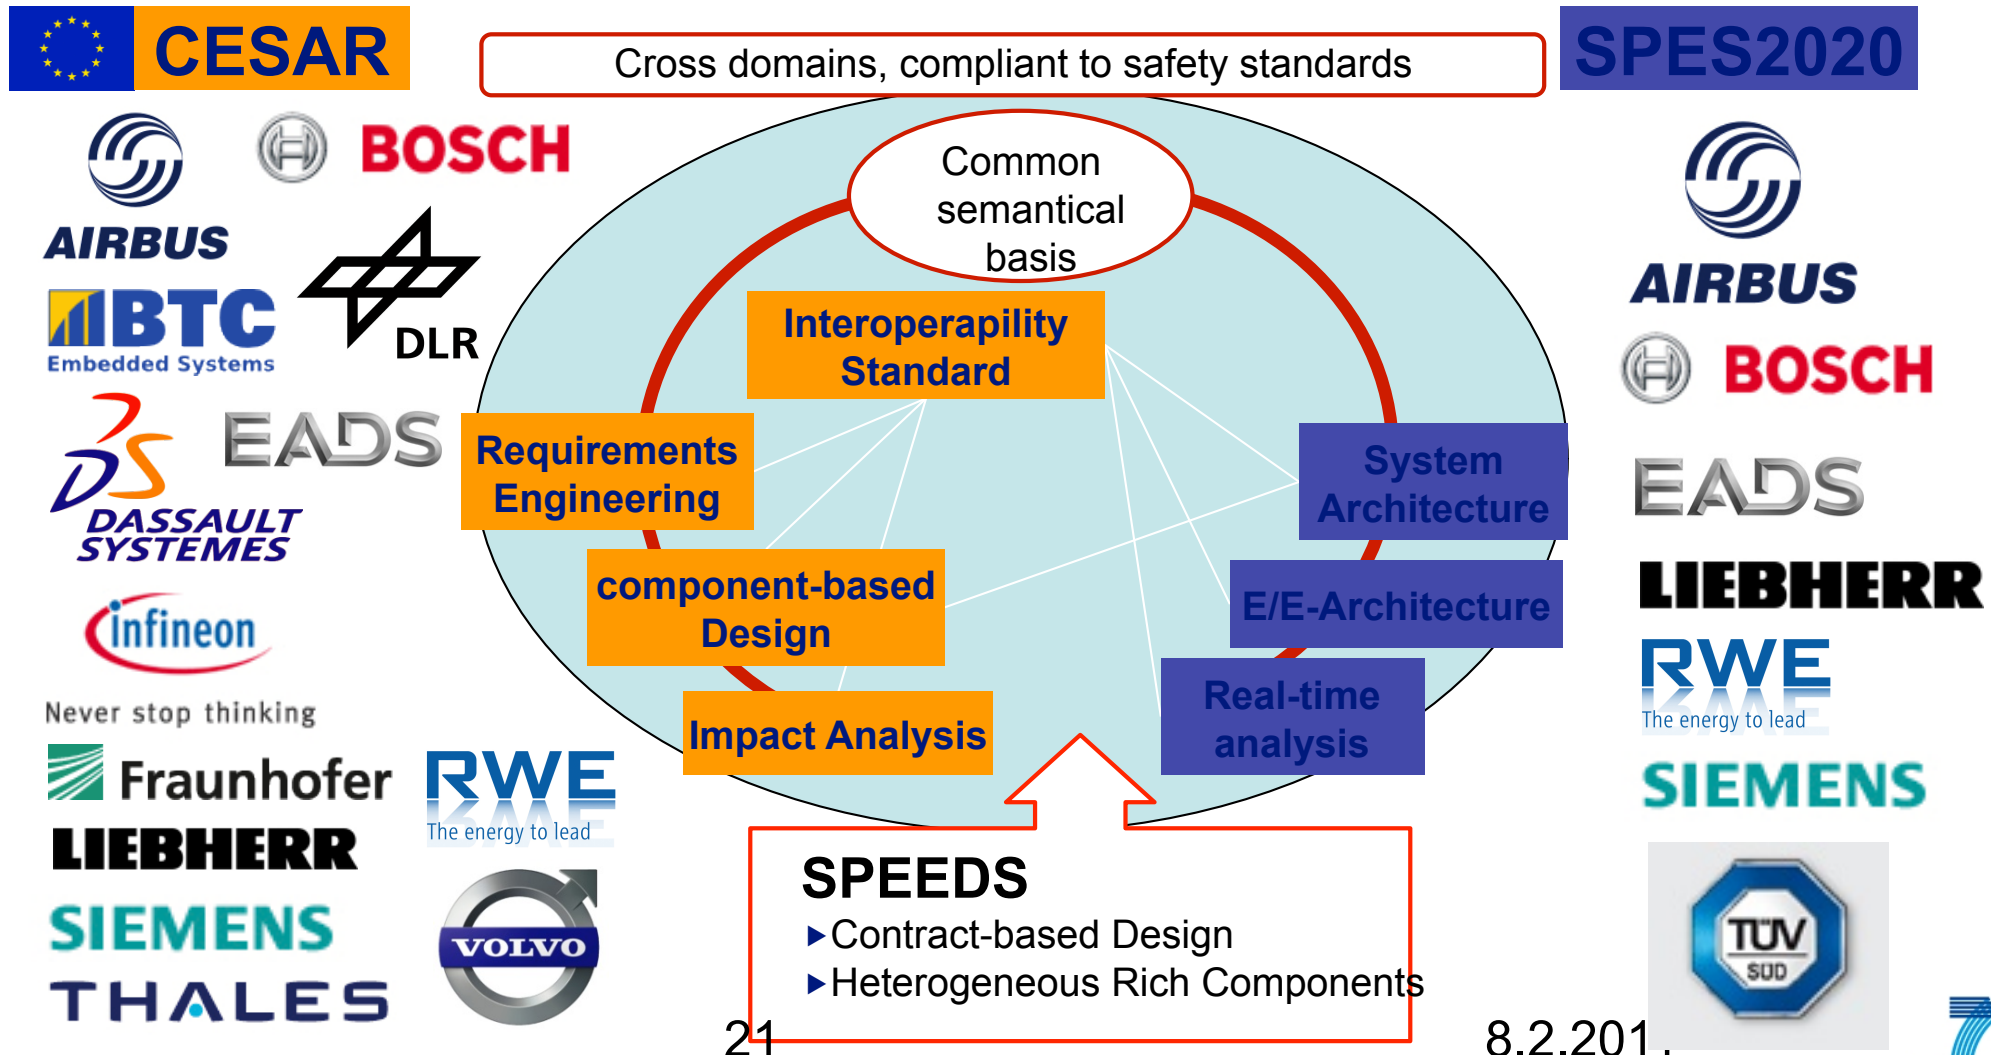 CESAR
Cross domains, compliant to safety standards
SPES2020
BOSCH
AIRBUS
DLR
BTC
Embedded Systems
EADS
DASSAULT
SYSTEMES
infineon
Never stop thinking
Fraunhofer
RWE
The energy to lead
LIEBHERR
SIEMENS
THALES
VOLVO
Common
semantical
basis
Interoperapility
Standard
Requirements
Engineering
component-based
Design
Impact Analysis
System
Architecture
E/E-Architecture
Real-time
analysis
SPEEDS
Contract-based Design
Heterogeneous Rich Components
21
AIRBUS
BOSCH
EADS
LIEBHERR
RWE
The energy to lead
SIEMENS
TÜV
SÜD
7